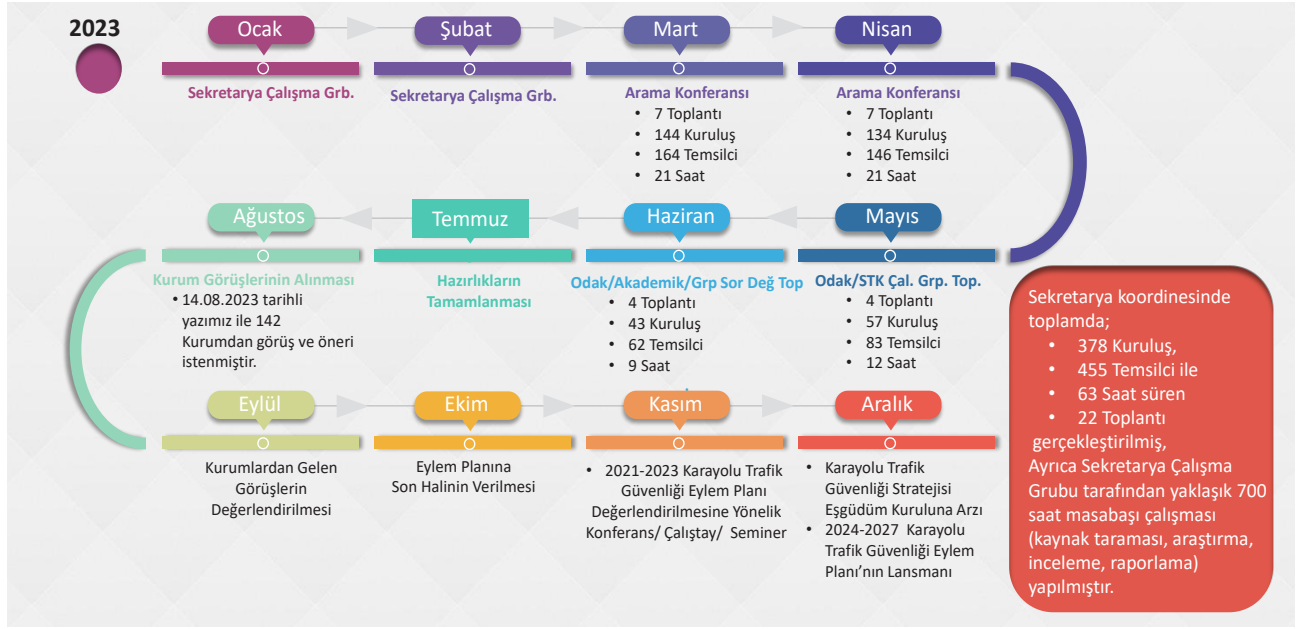 2023
Ocak
Şubat
Mart
Nisan
Sekretarya Çalışma Grb.
Sekretarya Çalışma Grb.
Arama Konferansı
• 7 Toplantı
• 144 Kuruluş
• 164 Temsilci
• 21 Saat
Arama Konferansı
• 7 Toplantı
• 134 Kuruluş
• 146 Temsilci
• 21 Saat
Mayıs
Odak/STK Çal. Grp. Top.
• 4 Toplantı
• 57 Kuruluş
• 83 Temsilci
• 12 Saat
Haziran
Odak/Akademik/Grp Sor Değ Top
• 4 Toplantı
• 43 Kuruluş
• 62 Temsilci
• 9 Saat
Temmuz
Hazırlıkların
Tamamlanması
Ağustos
Kurum Görüşlerinin Alınması
• 14.08.2023 tarihli
yazımız ile 142
Kurumdan görüş ve öneri
istenmiştir.
Eylül
Kurumlardan Gelen
Görüşlerin
Değerlendirilmesi
Ekim
Eylem Planına
Son Halinin Verilmesi
Kasım
• 2021-2023 Karayolu Trafik
Güvenliği Eylem Planı
Değerlendirilmesine Yönelik
Konferans/ Çalıştay/ Seminer
Aralık
• Karayolu Trafik
Güvenliği Stratejisi
Eşgüdüm Kuruluna Arzı
• 2024-2027 Karayolu
Trafik Güvenliği Eylem
Planı’nın Lansmanı
Sekretarya koordinesinde
toplamda;
• 378 Kuruluş,
• 455 Temsilci ile
• 63 Saat süren
• 22 Toplantı
gerçekleştirilmiş,
Ayrıca Sekretarya Çalışma
Grubu tarafından yaklaşık 700
saat masabaşı çalışması
(kaynak taraması, araştırma,
inceleme, raporlama)
yapılmıştır.